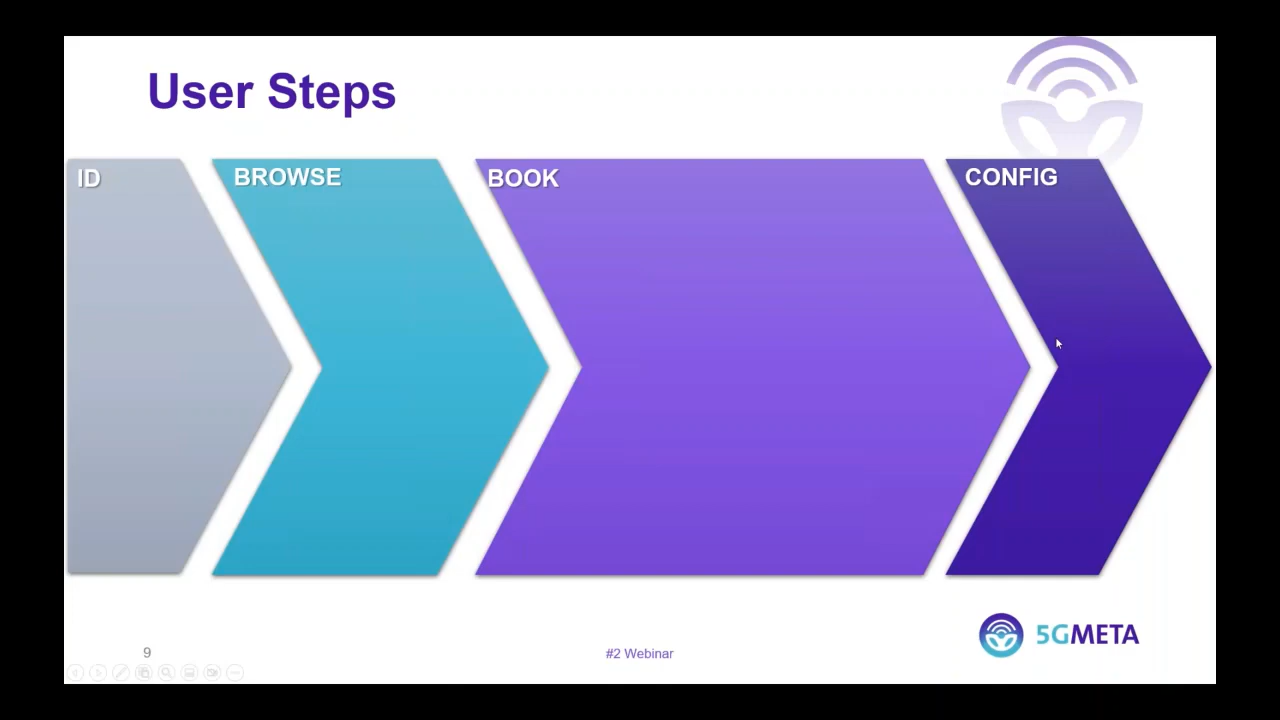 User Steps
ID
BROWSE
BOOK
CONFIG
5GMETA
9
#2 Webinar